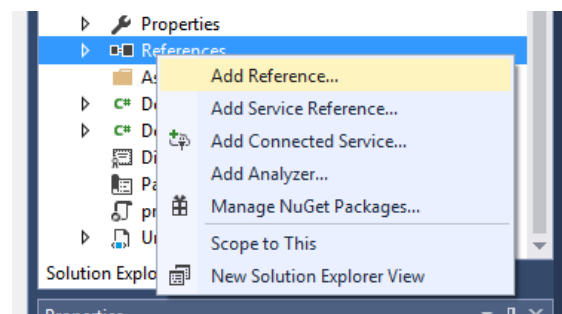 Properties
References
Add Reference...
Add Service Reference...
Add Connected Service...
Add Analyzer...
Manage NuGet Packages...
Scope to This
New Solution Explorer View
C#
C#
Solution Explo